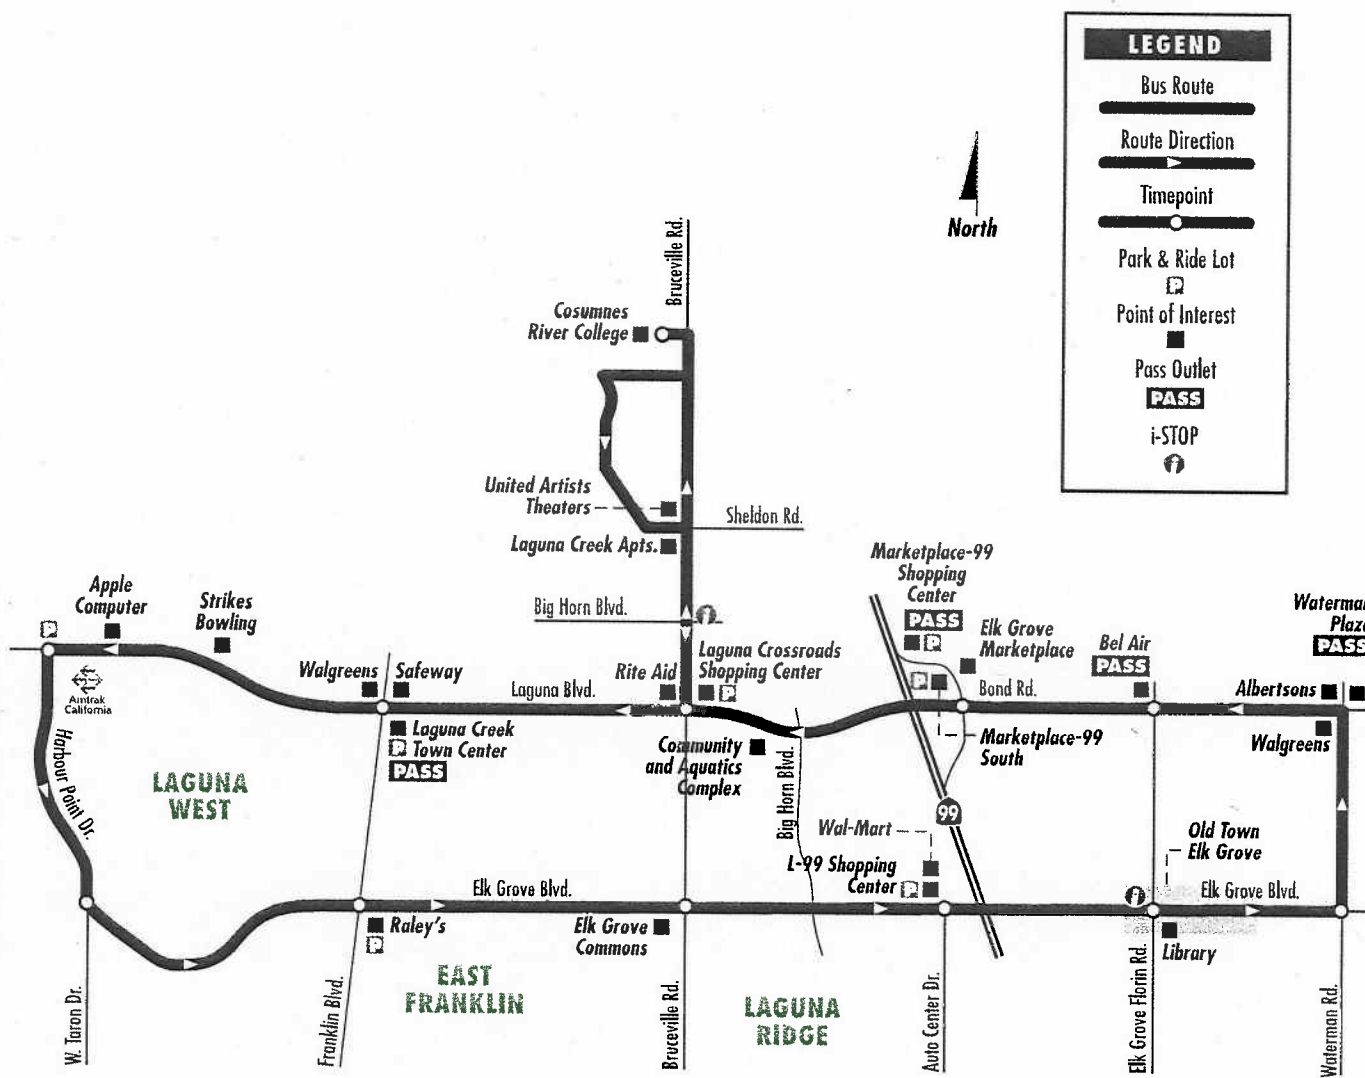 LEGEND
Bus Route
Route Direction
Timepoint
Park & Ride Lot
P
Point of Interest
Pass Outlet
PASS
i-STOP
i
North
Bruceville Rd.
Cosumnes
River College
United Artists
Theaters
Sheldon Rd.
Laguna Creek Apts.
Big Horn Blvd.
i
Marketplace-99
Shopping
Center
PASS
P
P
Elk Grove
Marketplace
Bel Air
PASS
Bond Rd.
Marketplace-99
South
Waterman
Plaza
PASS
Albertsons
Walgreens
Apple
Computer
Strikes
Bowling
P
Amtrak
California
Walgreens
Safeway
Laguna Blvd.
Rite Aid
Laguna Crossroads
Shopping Center
P
Laguna Creek
P Town Center
PASS
Community
and Aquatics
Complex
Big Horn Blvd.
Harbour Point Dr.
LAGUNA
WEST
99
Wal-Mart
L-99 Shopping
Center P
Old Town
Elk Grove
i
Elk Grove Blvd.
Elk Grove Blvd.
Raley's
P
Elk Grove
Commons
Library
EAST
FRANKLIN
LAGUNA
RIDGE
W. Taron Dr.
Franklin Blvd.
Bruceville Rd.
Auto Center Dr.
Elk Grove Florin Rd.
Waterman Rd.